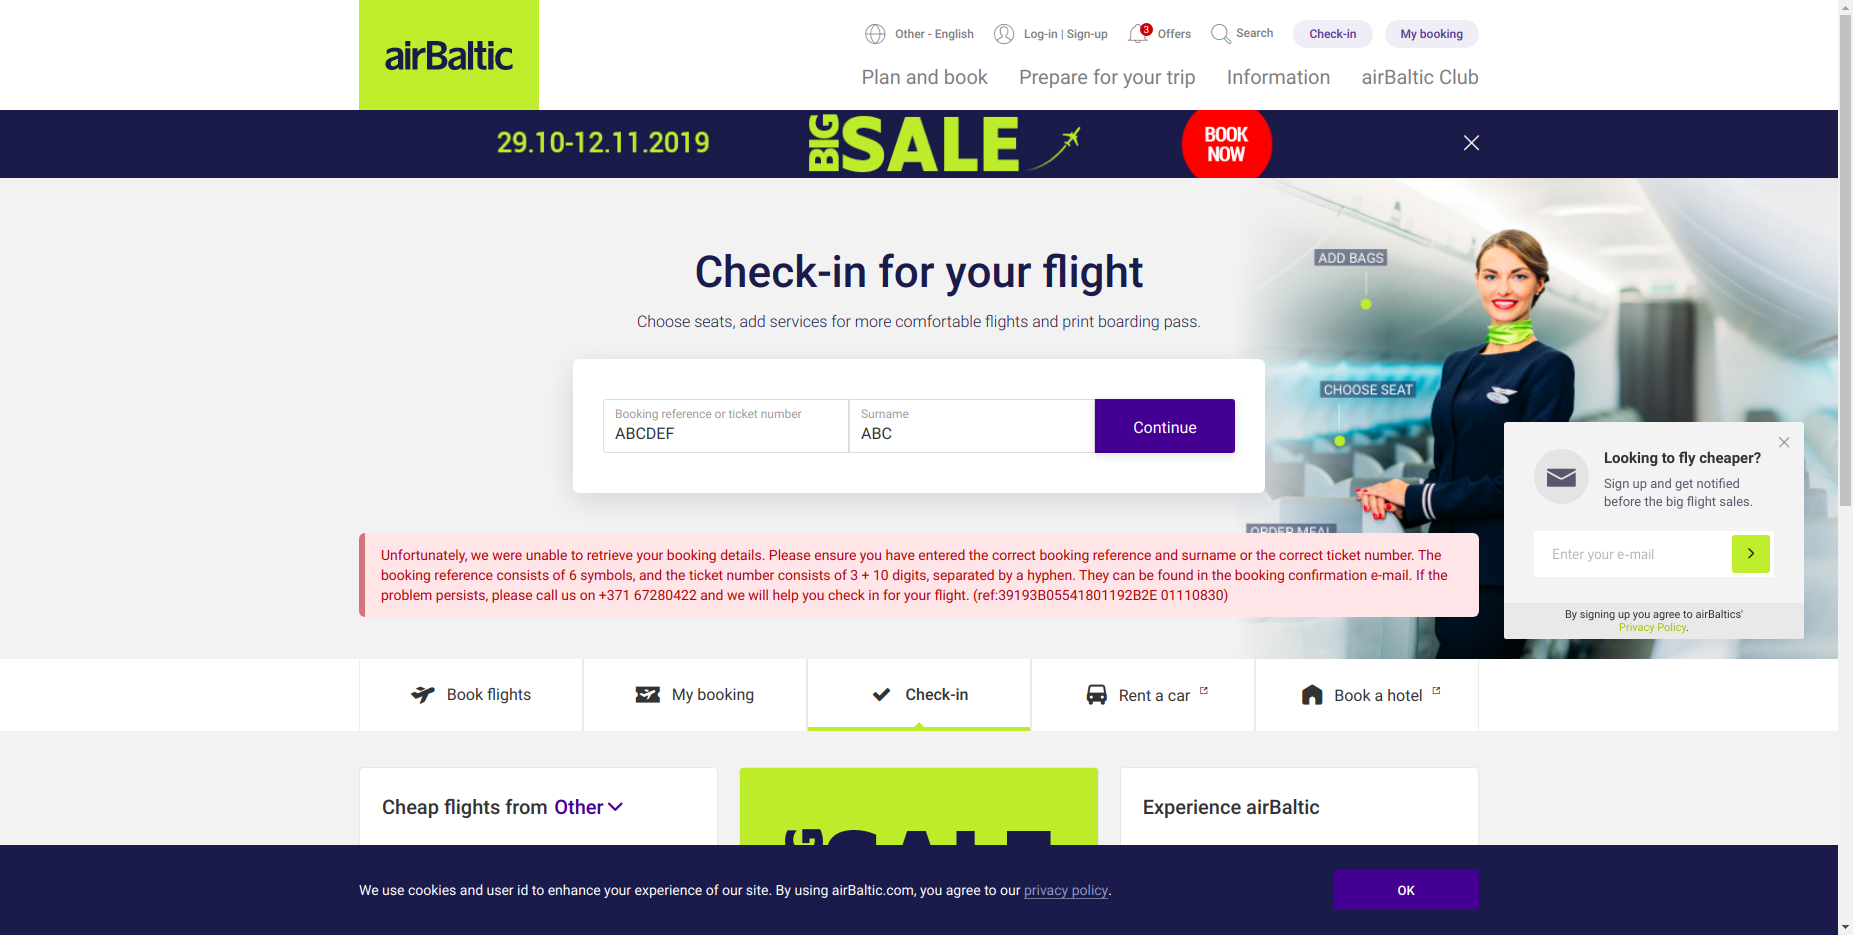 airBaltic
Other - English
Log-in | Sign-up
3
Offers
Search
Check-in
My booking
Plan and book
Prepare for your trip
Information
airBaltic Club
29.10-12.11.2019
BIG SALE
BOOK
NOW
ADD BAGS
CHOOSE SEAT
ORDER MEAL
Check-in for your flight
Choose seats, add services for more comfortable flights and print boarding pass.
Booking reference or ticket number
ABCDEF
Surname
ABC
Continue
Looking to fly cheaper?
Sign up and get notified
before the big flight sales.
Enter your e-mail
By signing up you agree to airBaltics'
Privacy Policy.
Unfortunately, we were unable to retrieve your booking details. Please ensure you have entered the correct booking reference and surname or the correct ticket number. The
booking reference consists of 6 symbols, and the ticket number consists of 3 + 10 digits, separated by a hyphen. They can be found in the booking confirmation e-mail. If the
problem persists, please call us on +371 67280422 and we will help you check in for your flight. (ref:39193B05541801192B2E 01110830)
Book flights
My booking
Check-in
Rent a car
Book a hotel
Cheap flights from Other
BIG SALE
Experience airBaltic
We use cookies and user id to enhance your experience of our site. By using airBaltic.com, you agree to our privacy policy.
OK